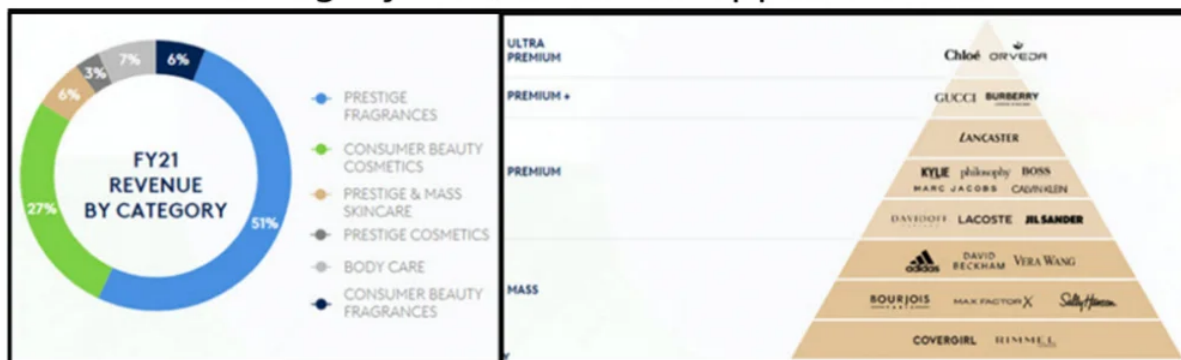 7%
6%
3%
6%
27%
51%
FY21
REVENUE
BY CATEGORY
PRESTIGE
FRAGRANCES
CONSUMER BEAUTY
COSMETICS
PRESTIGE & MASS
SKINCARE
PRESTIGE COSMETICS
BODY CARE
CONSUMER BEAUTY
FRAGRANCES
ULTRA
PREMIUM
Chloé ORVEDA
PREMIUM +
GUCCI BURBERRY
LANCASTER
PREMIUM
KYLIE philosophy BOSS
MARC JACOBS CALVIN KLEIN
DAVIDOFF LACOSTE JIL SANDER
adidas DAVID BECKHAM VERA WANG
MASS
BOURJOIS MAX FACTOR X Sally Hansen
COVERGIRL RIMMEL